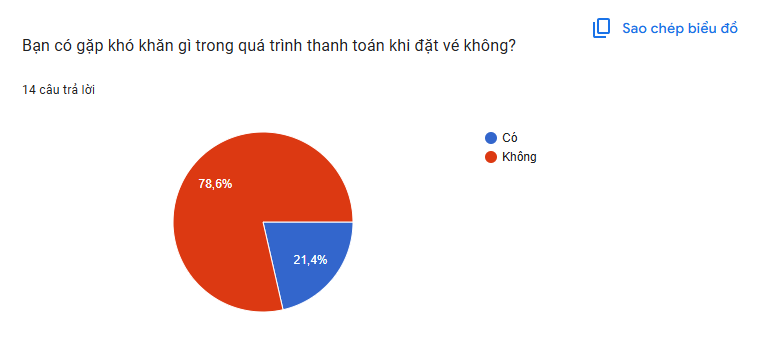 Sao chép biểu đồ
Bạn có gặp khó khăn gì trong quá trình thanh toán khi đặt vé không?
14 câu trả lời
Có
Không
78,6%
21,4%